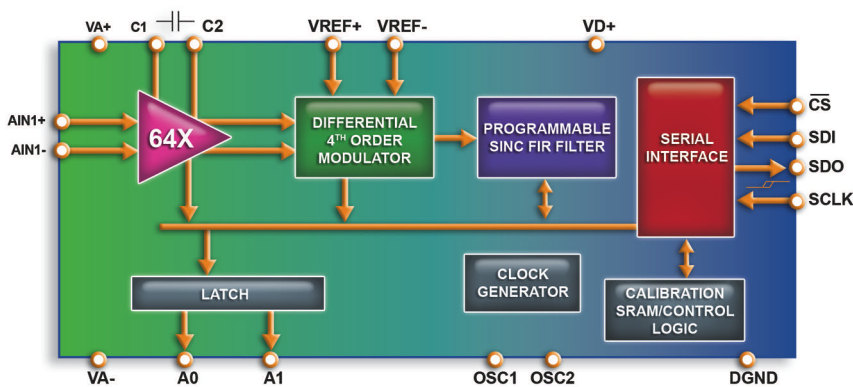 VA+ C1 C2 VREF+ VREF- VD+
AIN1+
AIN1-
64X
DIFFERENTIAL
4TH ORDER
MODULATOR
PROGRAMMABLE
SINC FIR FILTER
SERIAL
INTERFACE
CS
SDI
SDO
SCLK
LATCH
CLOCK
GENERATOR
CALIBRATION
SRAM/CONTROL
LOGIC
VA- A0 A1 OSC1 OSC2 DGND